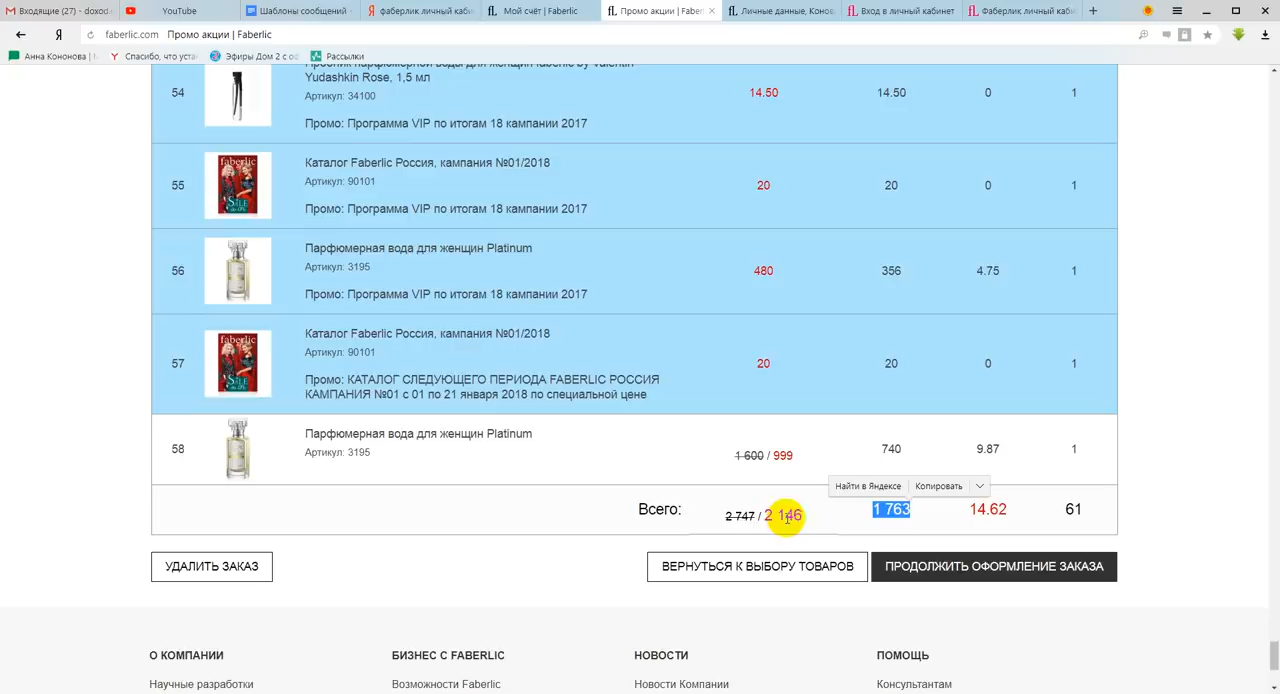 Входящие (27) - doxod.
YouTube
Шаблоны сообщений
фаберлик личный каби
Мой счёт | Faberlic
Промо акции | Faber
Личные данные, Конов
Вход в личный кабинет
Фаберлик личный каби
faberlic.com Промо акции | Faberlic
Анна Кононова |
Спасибо, что уста
Эфиры Дом 2 с
Рассылки
Yudashkin Rose, 1,5 мл
54 14.50 14.50 0 1
Артикул: 34100
Промо: Программа VIP по итогам 18 кампании 2017
faberlic
Каталог Faberlic Россия, кампания №01/2018
Артикул: 90101
55 20 20 0 1
Промо: Программа VIP по итогам 18 кампании 2017
Парфюмерная вода для женщин Platinum
Артикул: 3195
56 480 356 4.75 1
Промо: Программа VIP по итогам 18 кампании 2017
faberlic
Каталог Faberlic Россия, кампания №01/2018
Артикул: 90101
57 20 20 0 1
Промо: КАТАЛОГ СЛЕДУЮЩЕГО ПЕРИОДА FABERLIC РОССИЯ
КАМПАНИЯ №01 с 01 по 21 января 2018 по специальной цене
Парфюмерная вода для женщин Platinum
Артикул: 3195
58 1 600 / 999 740 9.87 1
Найти в Яндексе Копировать
Всего: 2 747 / 2 146 1 763 14.62 61
УДАЛИТЬ ЗАКАЗ
ВЕРНУТЬСЯ К ВЫБОРУ ТОВАРОВ
ПРОДОЛЖИТЬ ОФОРМЛЕНИЕ ЗАКАЗА
О КОМПАНИИ
БИЗНЕС С FABERLIC
НОВОСТИ
ПОМОЩЬ
Научные разработки
Возможности Faberlic
Новости Компании
Консультантам